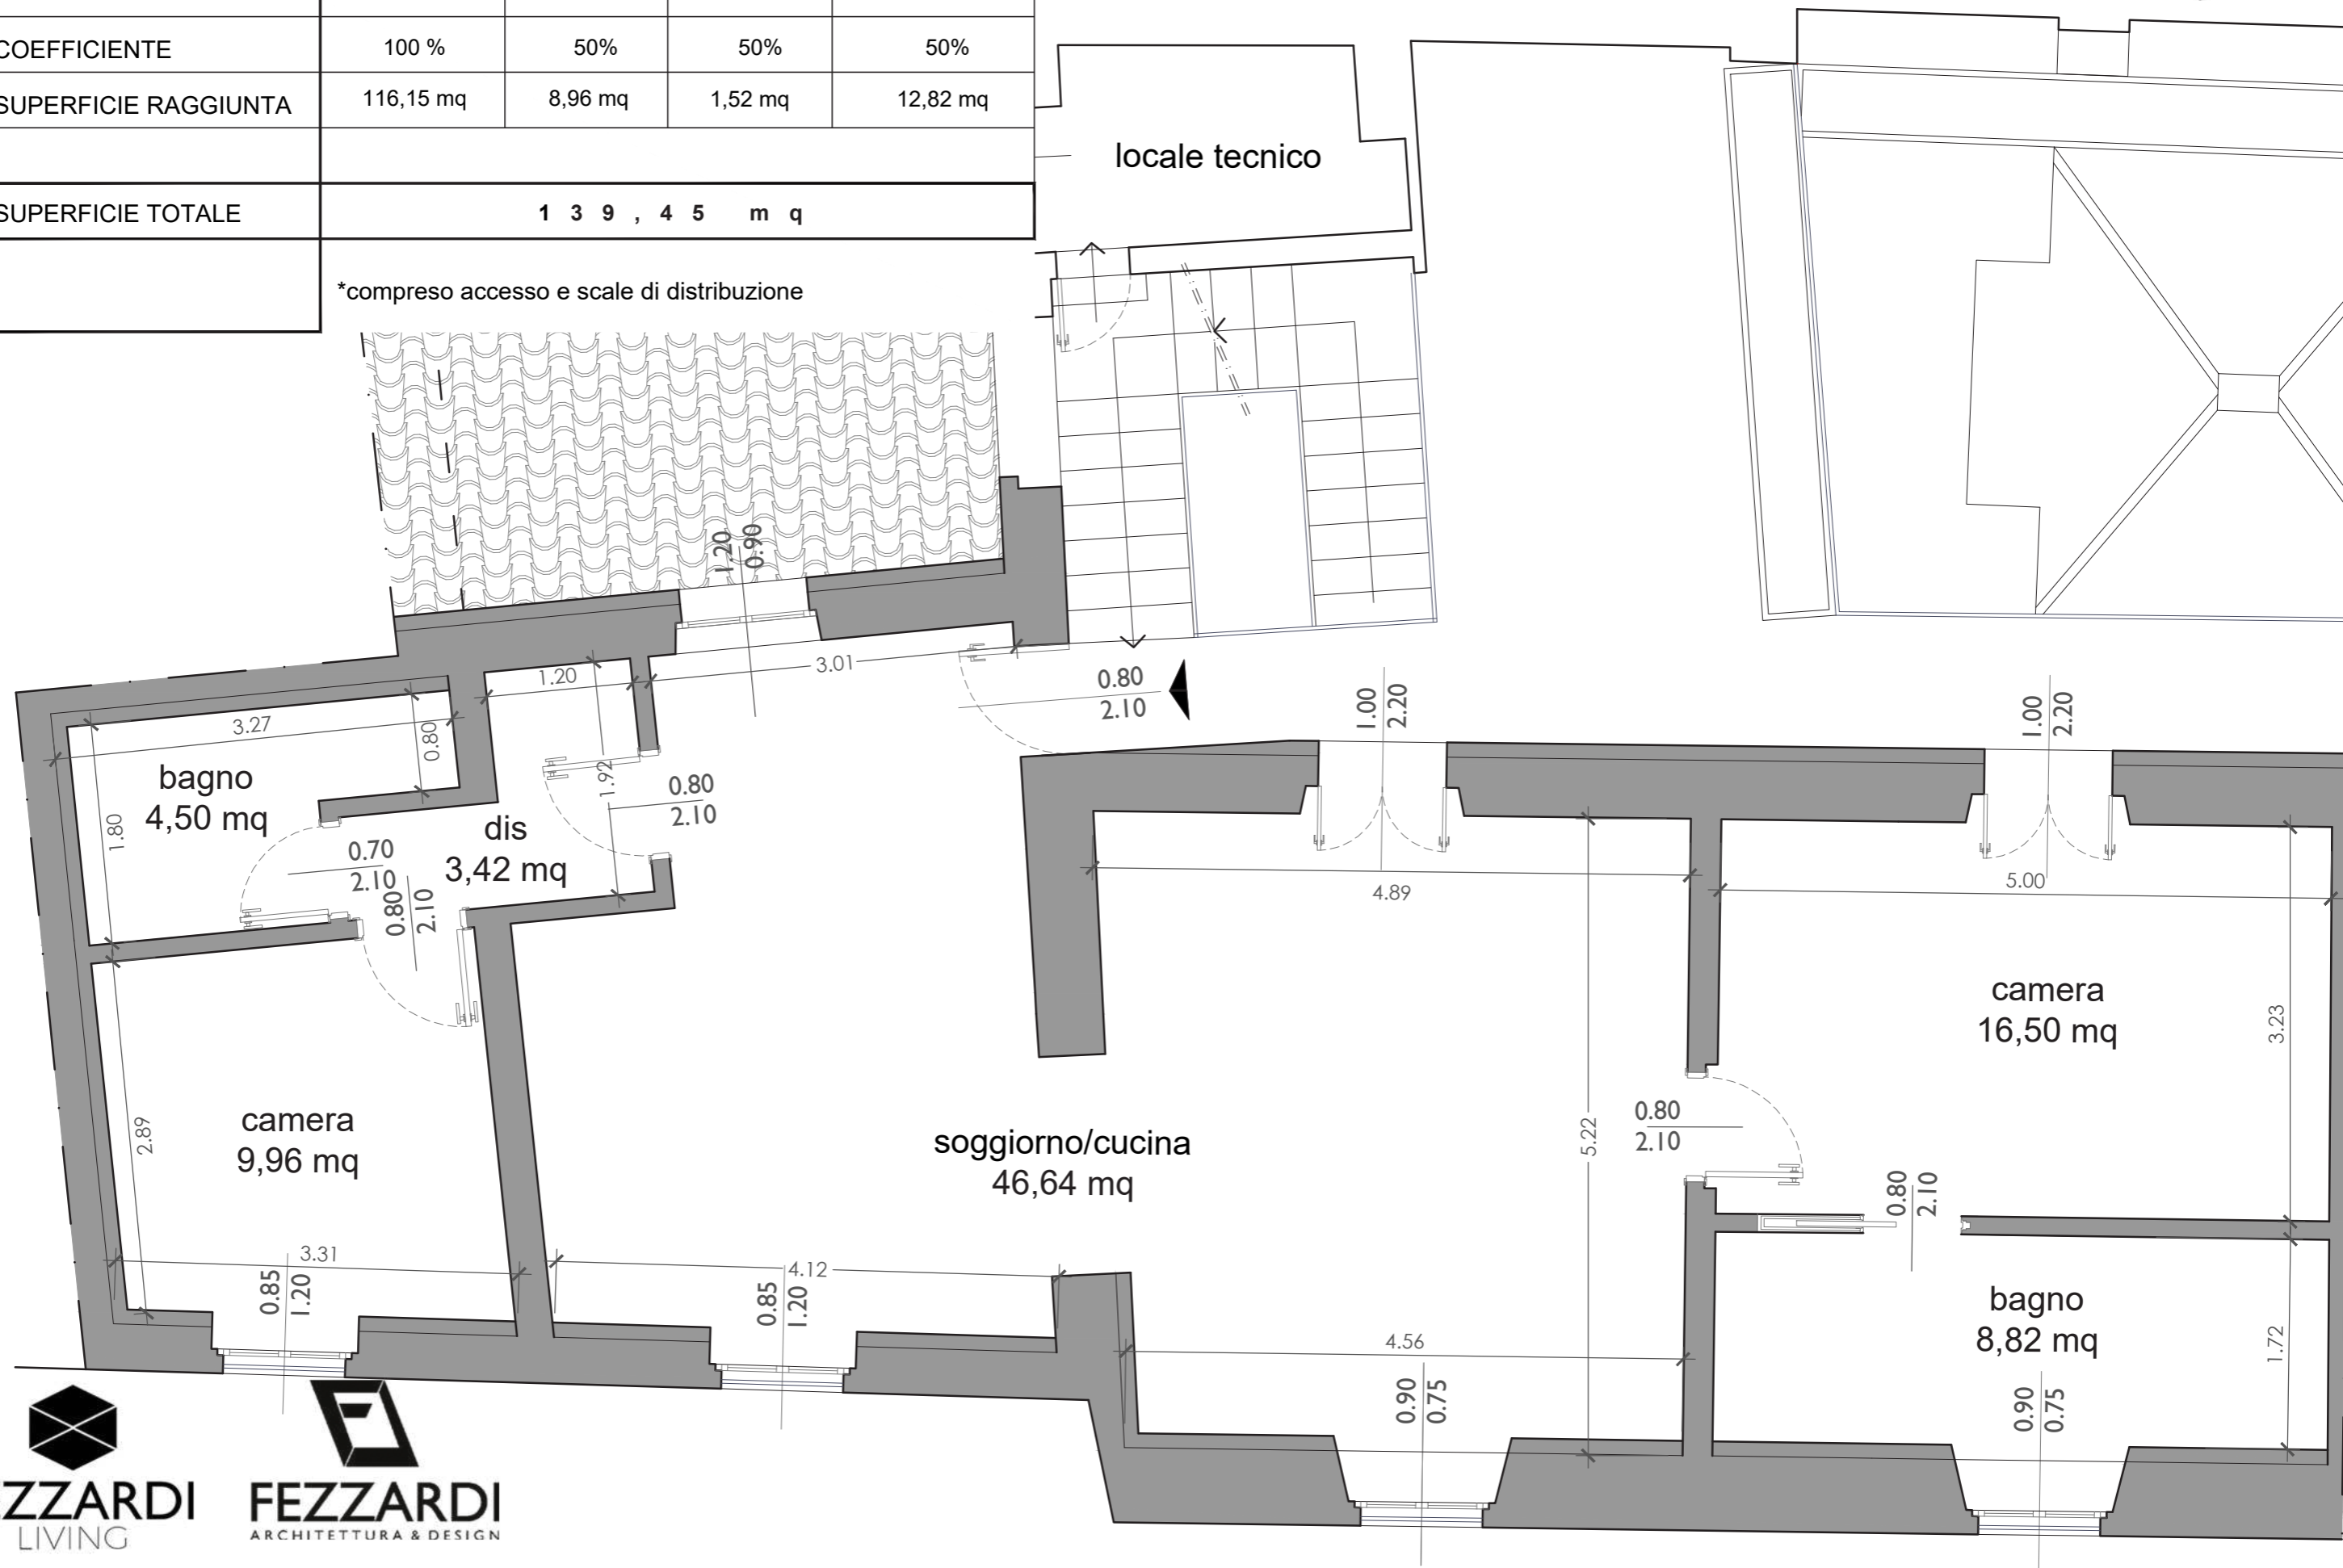 COEFFICIENTE 100 % 50% 50% 50%
SUPERFICIE RAGGIUNTA 116,15 mq 8,96 mq 1,52 mq 12,82 mq
SUPERFICIE TOTALE 139,45 mq
*compreso accesso e scale di distribuzione
locale tecnico
1.20
0.90
3.01
1.20
0.80
2.10
1.00
2.20
1.00
2.20
3.27
0.80
bagno
4,50 mq
1.80
1.92
0.80
2.10
dis
3,42 mq
0.70
2.10
0.80
2.10
4.89
5.00
camera
16,50 mq
3.23
camera
9,96 mq
2.89
soggiorno/cucina
46,64 mq
5.22
0.80
2.10
0.80
2.10
3.31
0.85
1.20
4.12
0.85
1.20
bagno
8,82 mq
1.72
4.56
0.90
0.75
0.90
0.75
ZZARDI
LIVING
FEZZARDI
ARCHITETTURA & DESIGN